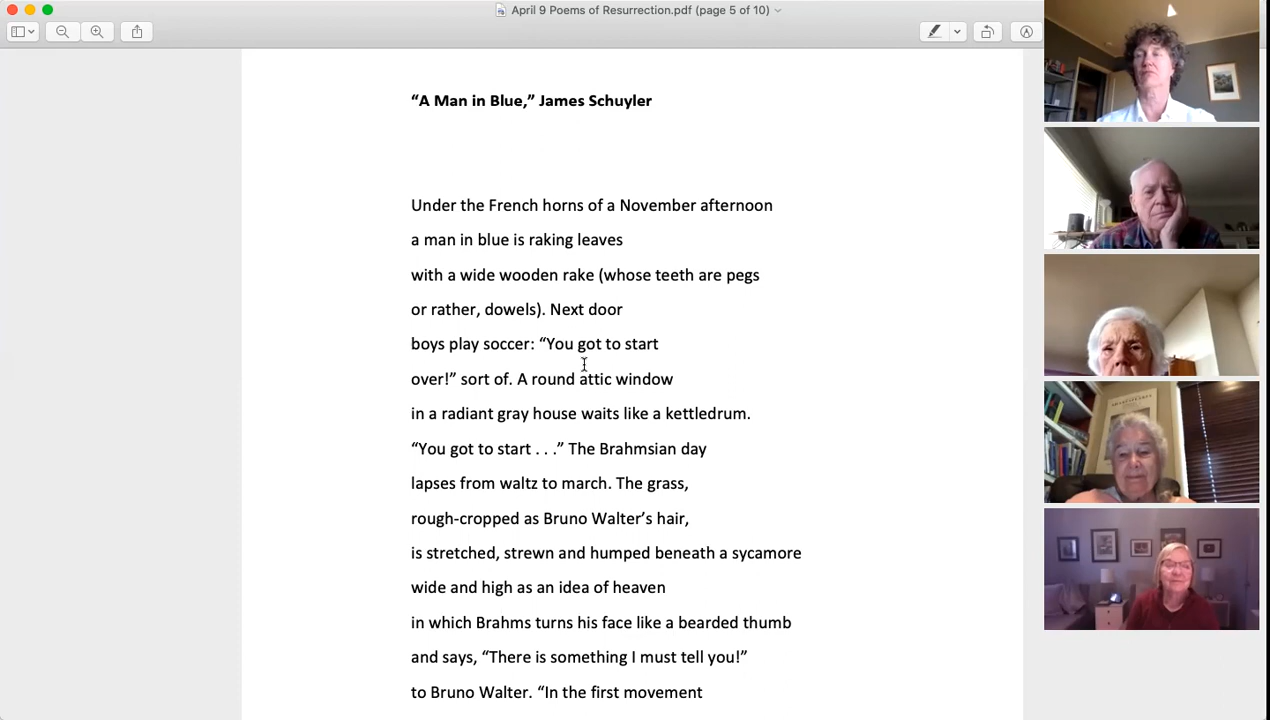 April 9 Poems of Resurrection.pdf (page 5 of 10)
“A Man in Blue,” James Schuyler
Under the French horns of a November afternoon
a man in blue is raking leaves
with a wide wooden rake (whose teeth are pegs
or rather, dowels). Next door
boys play soccer: “You got to start
over!” sort of. A round attic window
in a radiant gray house waits like a kettledrum.
“You got to start . . .” The Brahmsian day
lapses from waltz to march. The grass,
rough-cropped as Bruno Walter’s hair,
is stretched, strewn and humped beneath a sycamore
wide and high as an idea of heaven
in which Brahms turns his face like a bearded thumb
and says, “There is something I must tell you!”
to Bruno Walter. “In the first movement